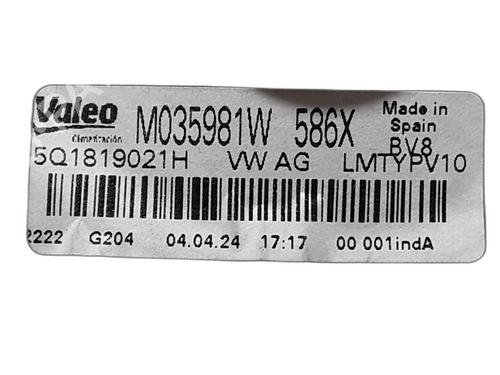 Valeo M035981W 586X Made in
Climatización Spain
BV8
5Q1819021H VW AG LMTYPV10
2222 G204 04.04.24 17:17 00 001indA